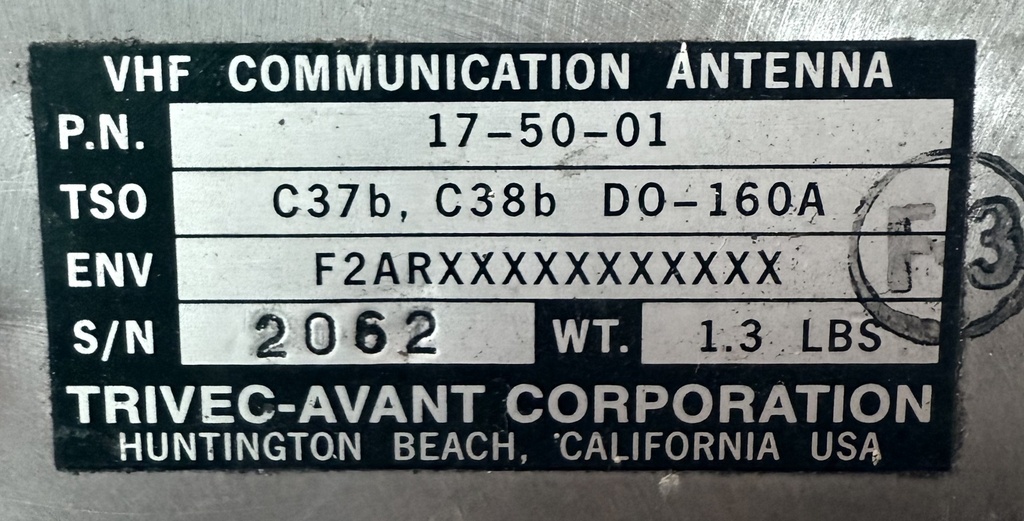 VHF COMMUNICATION ANTENNA
P.N. 17-50-01
TSO C37b, C38b DO-160A
ENV F2ARXXXXXXXXXXX
S/N 2062 WT. 1.3 LBS
F 3
TRIVEC-AVANT CORPORATION
HUNTINGTON BEACH, CALIFORNIA USA